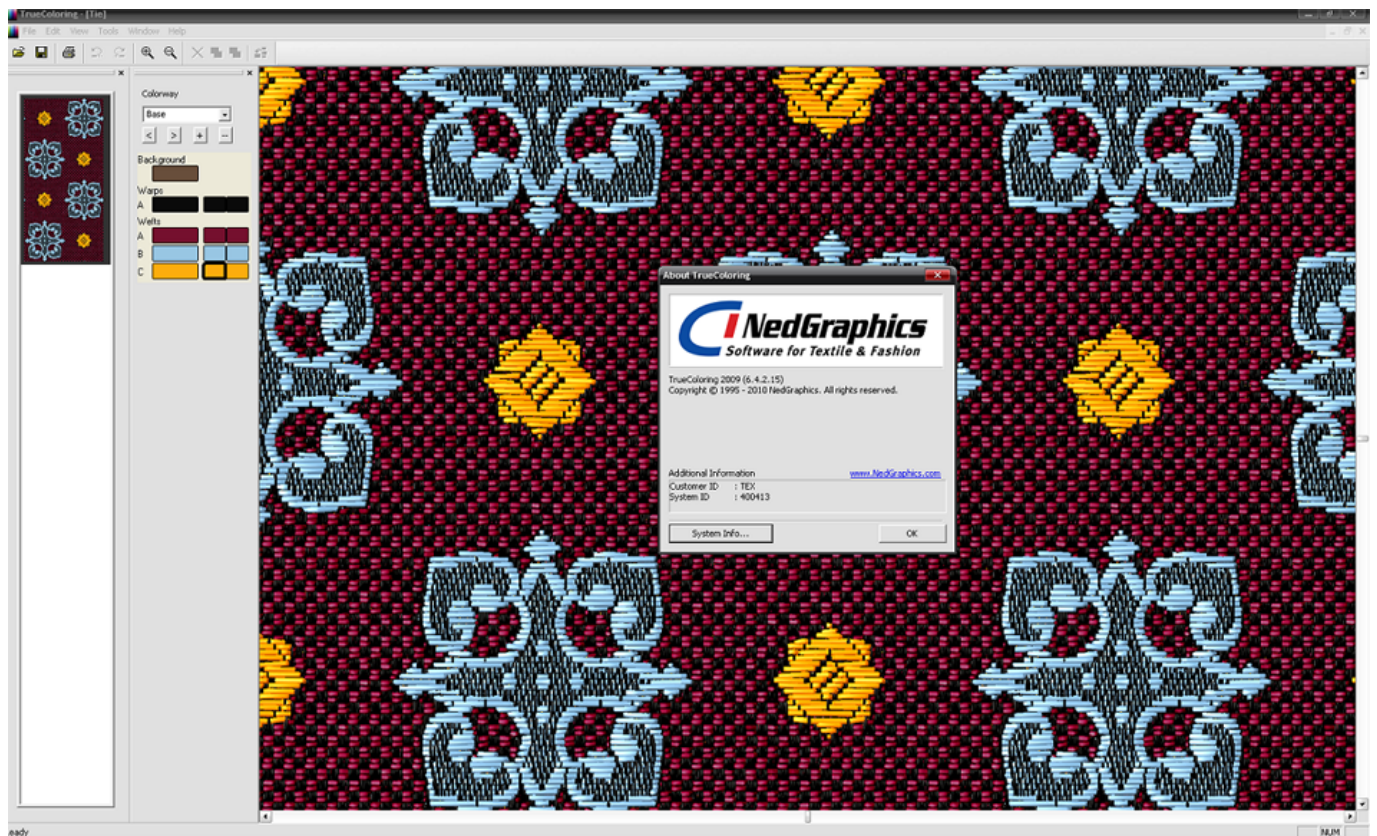 TrueColoring - [Tie]
File Edit View Tools Window Help
Colorway
Base
< > + --
Background
Warps
A
Wefts
A
B
C
About TrueColoring
NedGraphics
Software for Textile & Fashion
TrueColoring 2009 (6.4.2.15)
Copyright © 1995 - 2010 NedGraphics. All rights reserved.
Additional Information www.NedGraphics.com
Customer ID : TEX
System ID : 400413
System Info... OK
eady NUM